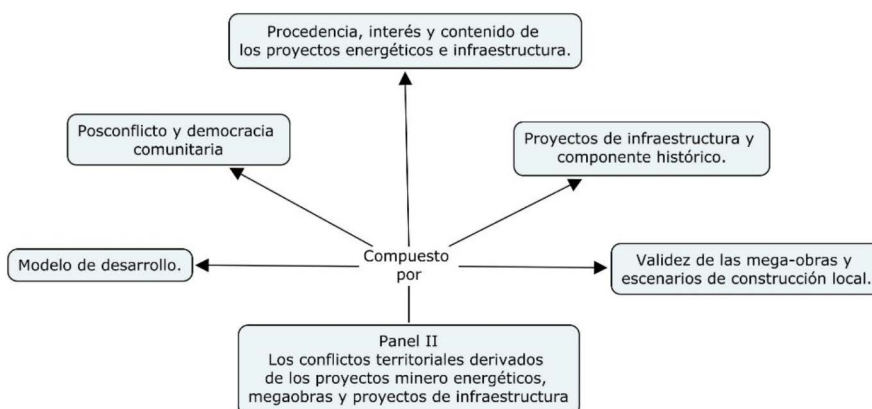 Procedencia, interés y contenido de
los proyectos energéticos e infraestructura.
Posconflicto y democracia
comunitaria
Proyectos de infraestructura y
componente histórico.
Modelo de desarrollo.
Compuesto
por
Validez de las mega-obras y
escenarios de construcción local.
Panel II
Los conflictos territoriales derivados
de los proyectos minero energéticos,
megaobras y proyectos de infraestructura